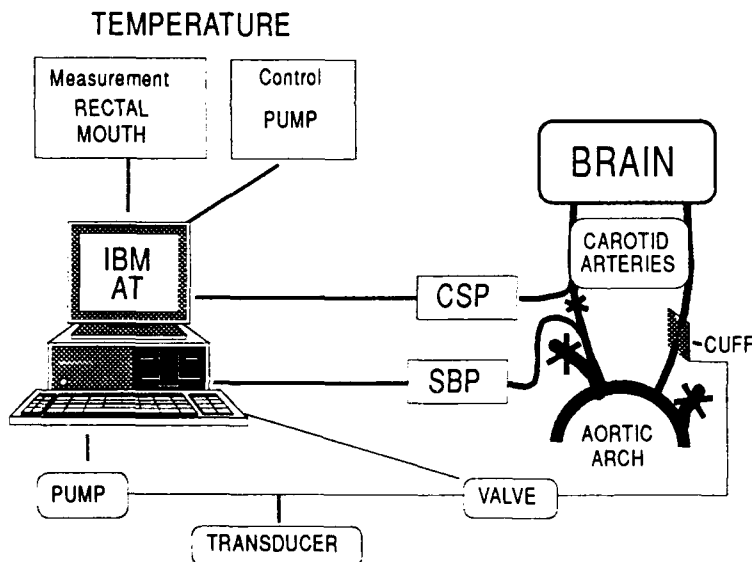 TEMPERATURE
Measurement
RECTAL
MOUTH
Control
PUMP
BRAIN
IBM
AT
CAROTID
ARTERIES
CSP
-CUFF
SBP
AORTIC
ARCH
PUMP
VALVE
TRANSDUCER